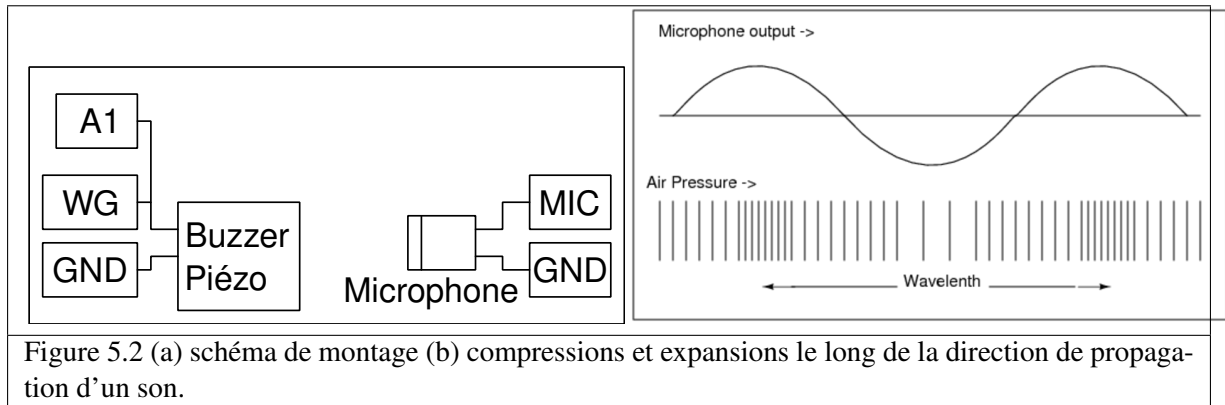 A1
WG
GND
Buzzer
Piézo
MIC
GND
Microphone
Microphone output ->
Air Pressure ->
Wavelenth
Figure 5.2 (a) schéma de montage (b) compressions et expansions le long de la direction de propaga-
tion d'un son.